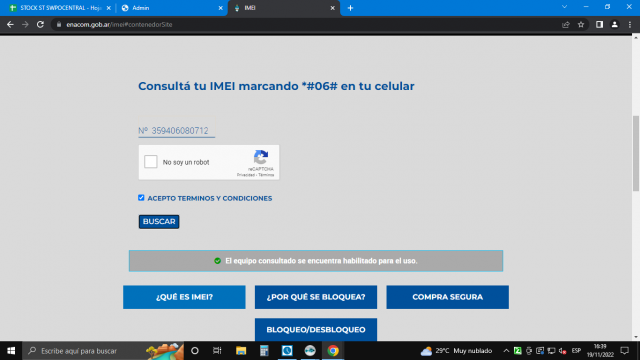 STOCK ST SWPOCENTRAL - Hoja
Admin
IMEI
enacom.gob.ar/imei#contenedorSite
Consultá tu IMEI marcando *#06# en tu celular
Nº 359406080712
No soy un robot
reCAPTCHA
Privacidad - Términos
ACEPTO TERMINOS Y CONDICIONES
BUSCAR
El equipo consultado se encuentra habilitado para el uso.
¿QUÉ ES IMEI?
¿POR QUÉ SE BLOQUEA?
COMPRA SEGURA
BLOQUEO/DESBLOQUEO
Escribe aquí para buscar
29°C Muy nublado
ESP
16:39
19/11/2022